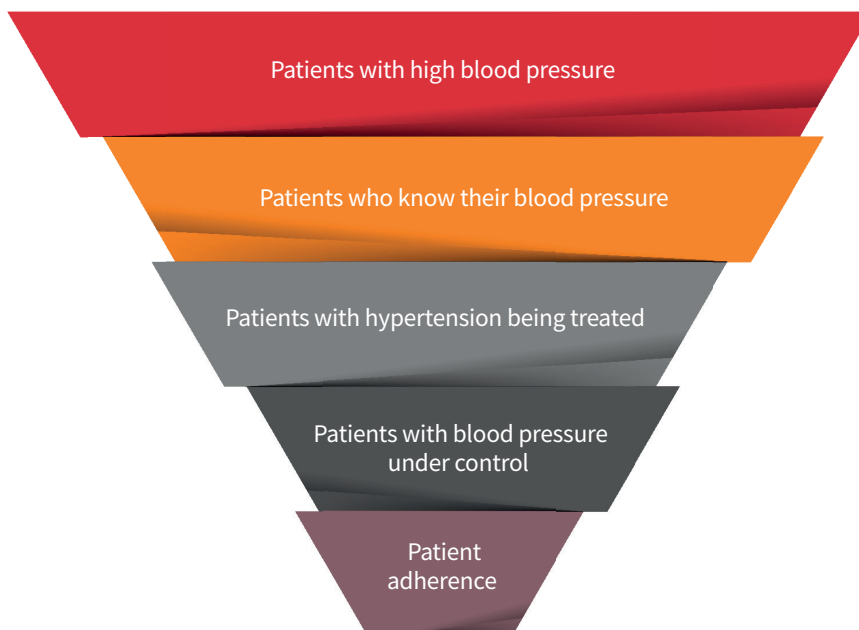 Patients with high blood pressure
Patients who know their blood pressure
Patients with hypertension being treated
Patients with blood pressure
under control
Patient
adherence